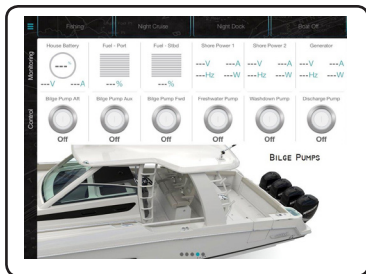 Fishing Night Cruise Night Dock Boat Off
Monitoring
House Battery Fuel - Port Fuel - Stbd Shore Power 1 Shore Power 2 Generator
---% ---V ---A ---V ---A ---V ---A
---V ---A ---% ---% ---Hz ---W ---Hz ---W ---Hz ---W
Control
Bilge Pump Aft Bilge Pump Aux Bilge Pump Fwd Freshwater Pump Washdown Pump Discharge Pump
Off Off Off Off Off Off
BILGE PUMPS